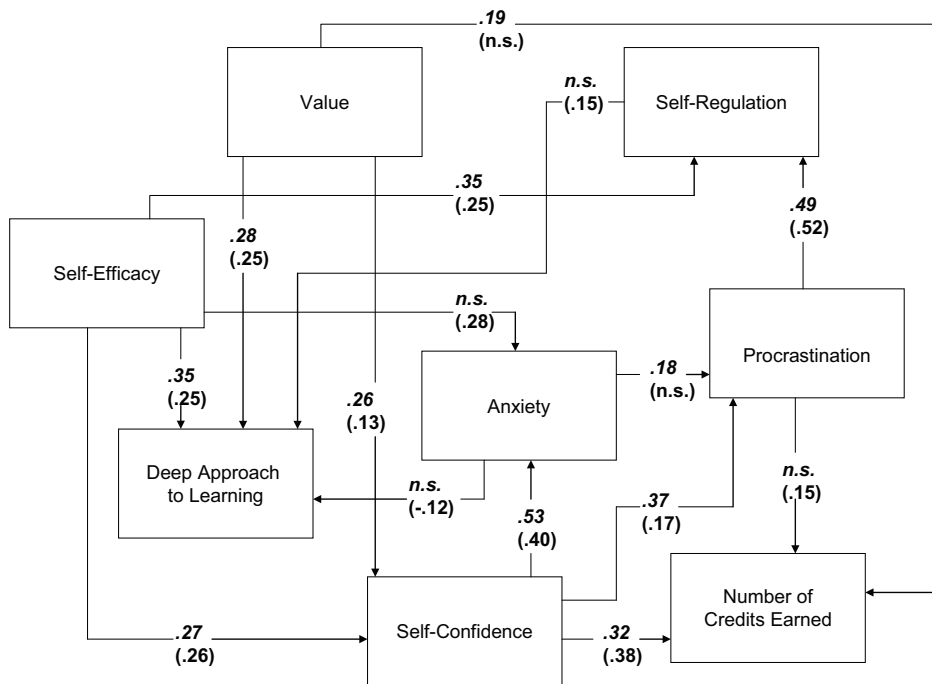 .19
(n.s.)
Value
n.s.
(.15)
Self-Regulation
.35
(.25)
.49
(.52)
Self-Efficacy
.28
(.25)
n.s.
(.28)
Procrastination
.35
(.25)
.26
(.13)
Anxiety
.18
(n.s.)
Deep Approach
to Learning
n.s.
(-.12)
n.s.
(.15)
.53
(.40)
.37
(.17)
Number of
Credits Earned
.27
(.26)
Self-Confidence
.32
(.38)